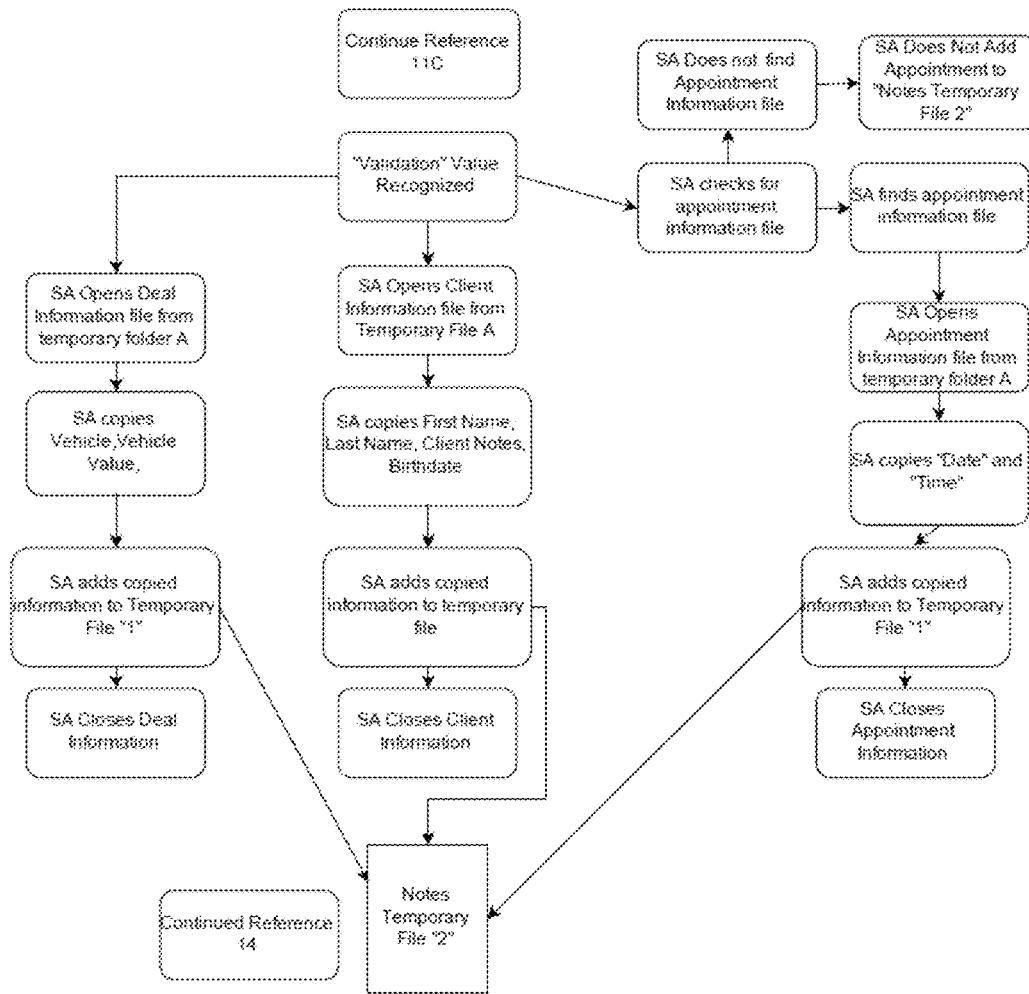 Continue Reference
11C
SA Does not find
Appointment
Information file
SA Does Not Add
Appointment to
"Notes Temporary
File 2"
"Validation" Value
Recognized
SA checks for
appointment
information file
SA finds appointment
information file
SA Opens Deal
Information file from
temporary folder A
SA Opens Client
Information file from
Temporary File A
SA Opens
Appointment
Information file from
temporary folder A
SA copies
Vehicle,Vehicle
Value,
SA copies First Name,
Last Name, Client Notes,
Birthdate
SA copies "Date" and
"Time"
SA adds copied
information to Temporary
File "1"
SA adds copied
information to temporary
file
SA adds copied
information to Temporary
File "1"
SA Closes Deal
Information
SA Closes Client
Information
SA Closes
Appointment
Information
Notes
Temporary
File "2"
Continued Reference
14